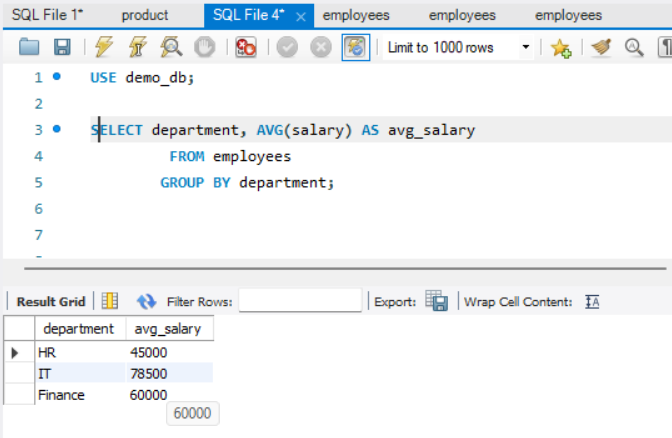 SQL File 1* product SQL File 4* × employees employees employees
Limit to 1000 rows
1 USE demo_db;
2
3 SELECT department, AVG(salary) AS avg_salary
4 FROM employees
5 GROUP BY department;
6
7
Result Grid Filter Rows: Export: Wrap Cell Content:
department avg_salary
HR 45000
IT 78500
Finance 60000
60000